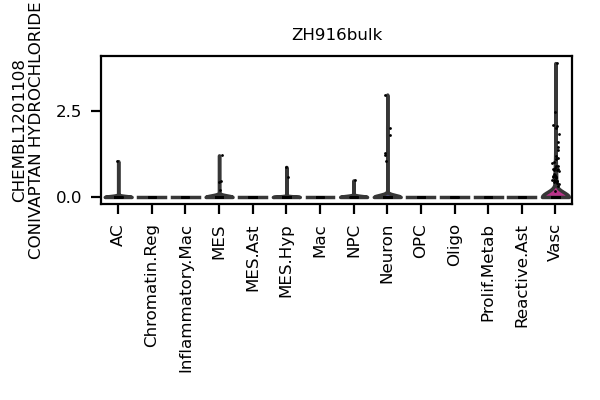 ZH916bulk
CHEMBL1201108
CONIVAPTAN HYDROCHLORIDE
2.5
0.0
AC
Chromatin.Reg
Inflammatory.Mac
MES
MES.Ast
MES.Hyp
Mac
NPC
Neuron
OPC
Oligo
Prolif.Metab
Reactive.Ast
Vasc